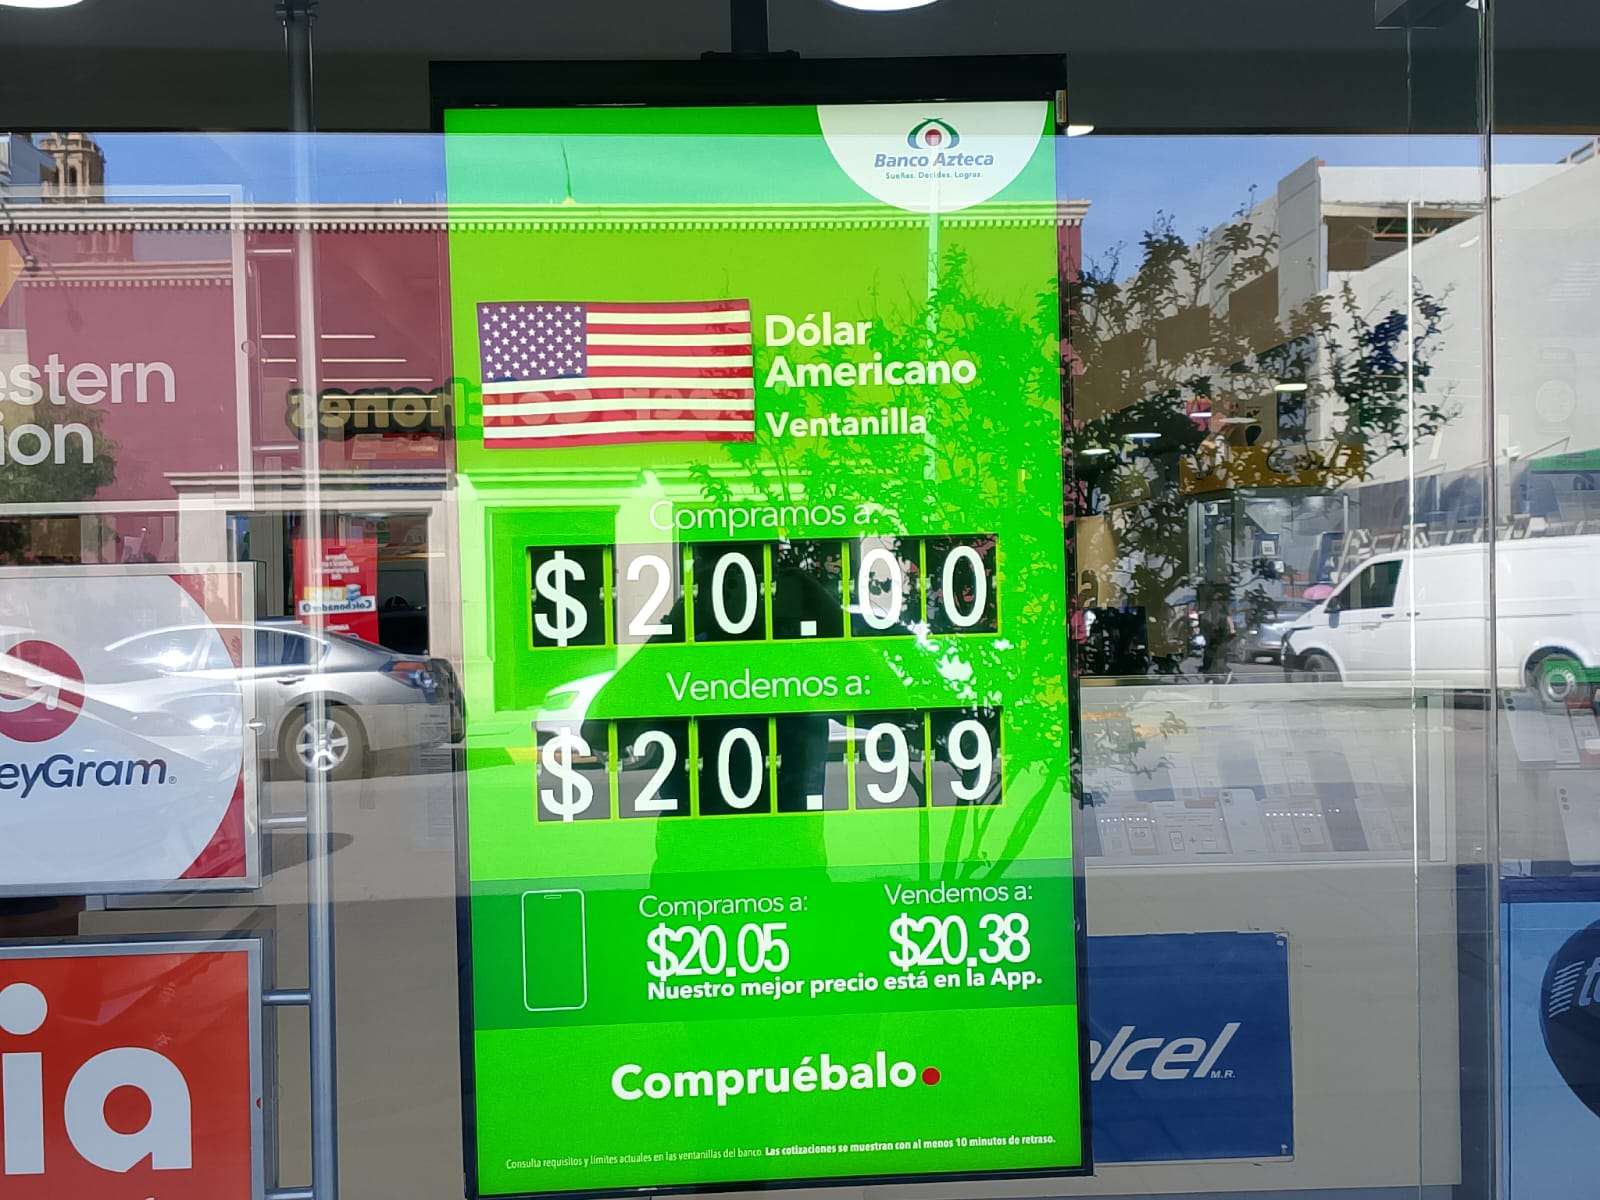 Banco Azteca
Sueñas. Decides. Logras.
Dólar
Americano
Ventanilla
Compramos a:
$20.00
Vendemos a:
$20.99
Compramos a:
$20.05
Vendemos a:
$20.38
Nuestro mejor precio está en la App.
Compruébalo
Consulta requisitos y límites actuales en las ventanillas del banco. Las cotizaciones se muestran con al menos 10 minutos de retraso.
estern
ion
eyGram®
ia
elcel M.R.